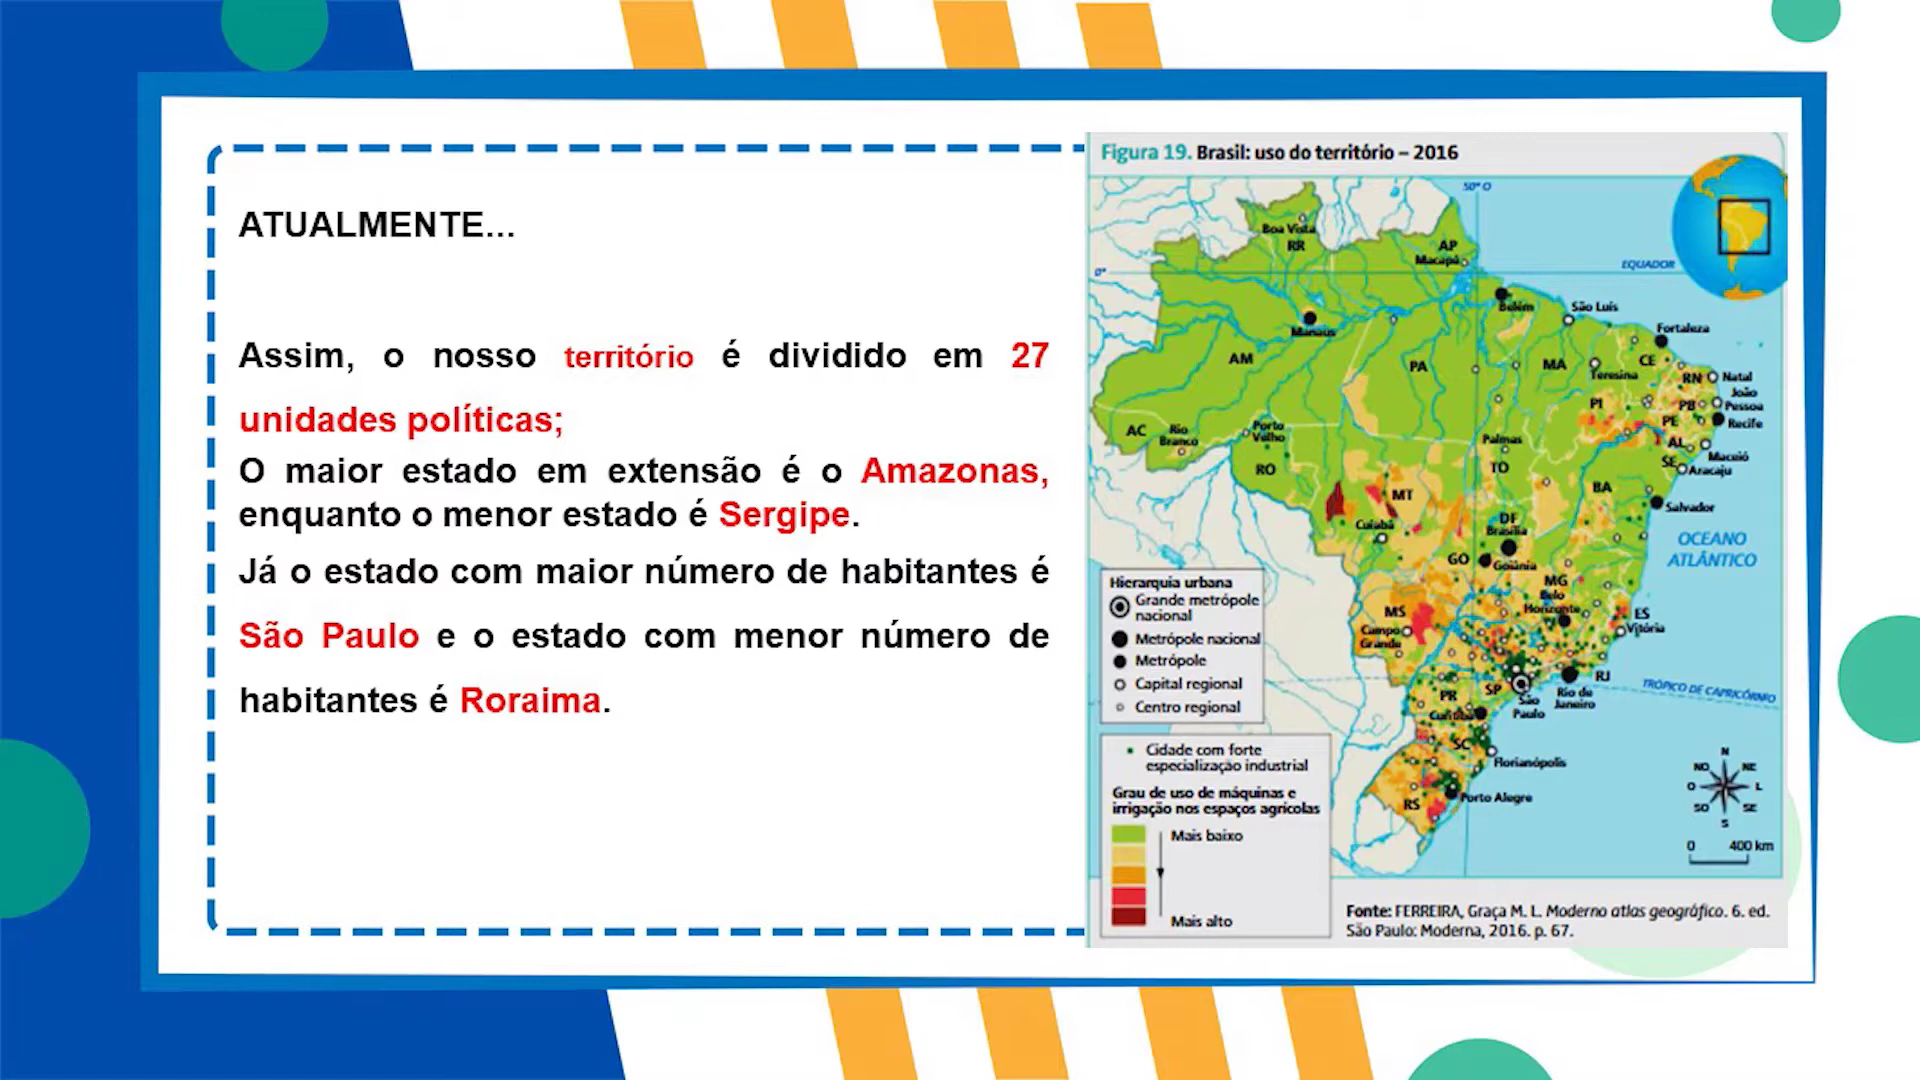 ATUALMENTE...
Assim, o nosso território é dividido em 27
unidades políticas;
O maior estado em extensão é o Amazonas,
enquanto o menor estado é Sergipe.
Já o estado com maior número de habitantes é
São Paulo e o estado com menor número de
habitantes é Roraima.
Figura 19. Brasil: uso do território – 2016
50° O
Boa Vista
RR
AP
Macapá
EQUADOR
0°
Belém
São Luís
Manaus
Fortaleza
AM
PA
MA
Teresina
CE
RN
Natal
João
Pessoa
PI
PB
PE
Recife
AC
Rio
Branco
Porto
Velho
Palmas
AL
Maceió
RO
TO
SE
Aracaju
MT
BA
Salvador
Cuiabá
DF
Brasília
OCEANO
ATLÂNTICO
GO
Goiânia
MG
Belo
Horizonte
MS
Campo
Grande
ES
Vitória
RJ
Rio de
Janeiro
SP
São
Paulo
TRÓPICO DE CAPRICÓRNIO
PR
Curitiba
SC
Florianópolis
RS
Porto Alegre
Hierarquia urbana
Grande metrópole
nacional
Metrópole nacional
Metrópole
Capital regional
Centro regional
Cidade com forte
especialização industrial
Grau de uso de máquinas e
irrigação nos espaços agrícolas
Mais baixo
Mais alto
N
NO
NE
O
L
SO
SE
S
0 400 km
Fonte: FERREIRA, Graça M. L. Moderno atlas geográfico. 6. ed.
São Paulo: Moderna, 2016. p. 67.